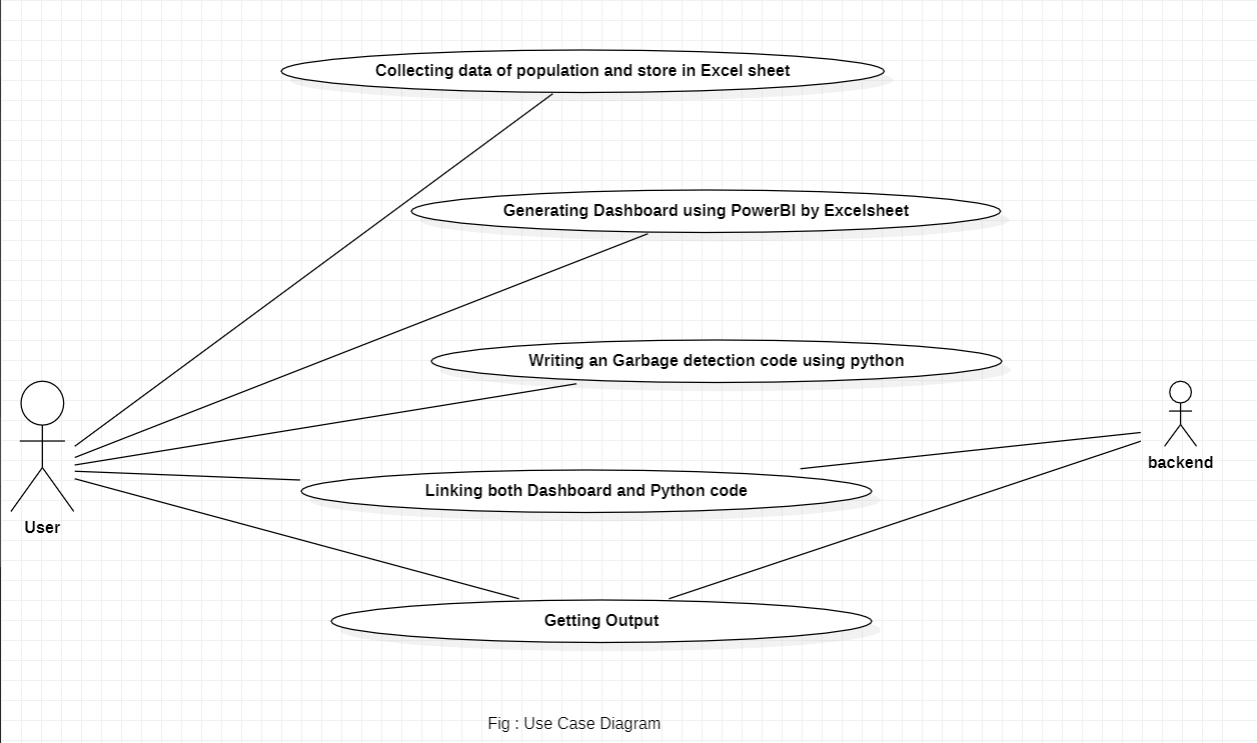 Collecting data of population and store in Excel sheet
Generating Dashboard using PowerBI by Excelsheet
Writing an Garbage detection code using python
backend
Linking both Dashboard and Python code
User
Getting Output
Fig : Use Case Diagram